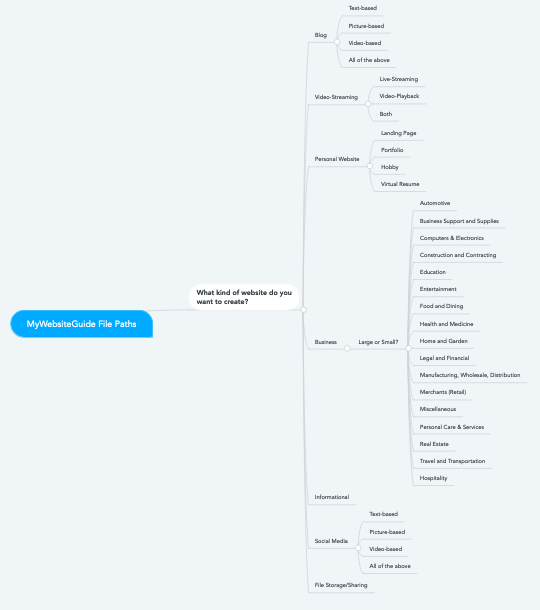 MyWebsiteGuide File Paths
What kind of website do you
want to create?
Blog
Text-based
Picture-based
Video-based
All of the above
Video-Streaming
Live-Streaming
Video-Playback
Both
Personal Website
Landing Page
Portfolio
Hobby
Virtual Resume
Business
Large or Small?
Automotive
Business Support and Supplies
Computers & Electronics
Construction and Contracting
Education
Entertainment
Food and Dining
Health and Medicine
Home and Garden
Legal and Financial
Manufacturing, Wholesale, Distribution
Merchants (Retail)
Miscellaneous
Personal Care & Services
Real Estate
Travel and Transportation
Hospitality
Informational
Social Media
Text-based
Picture-based
Video-based
All of the above
File Storage/Sharing